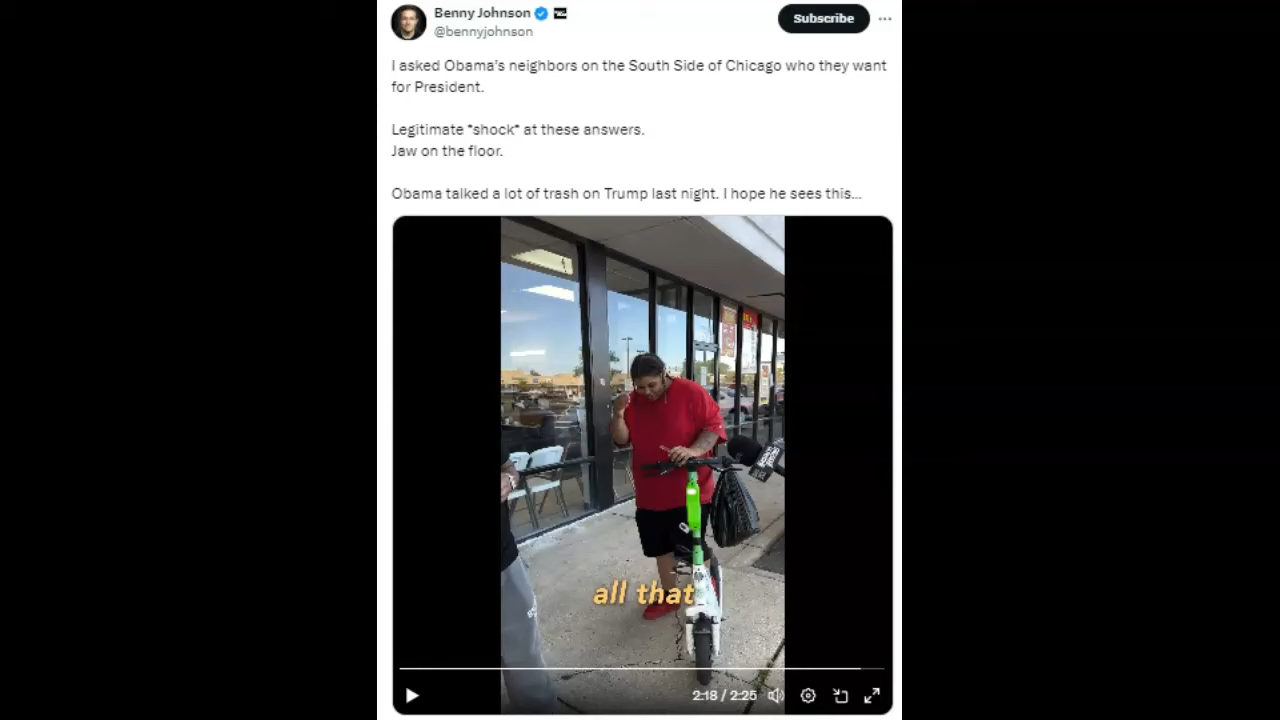 Benny Johnson
@bennyjohnson
Subscribe
I asked Obama's neighbors on the South Side of Chicago who they want
for President.
Legitimate *shock* at these answers.
Jaw on the floor.
Obama talked a lot of trash on Trump last night. I hope he sees this...
all that
2:18 / 2:25